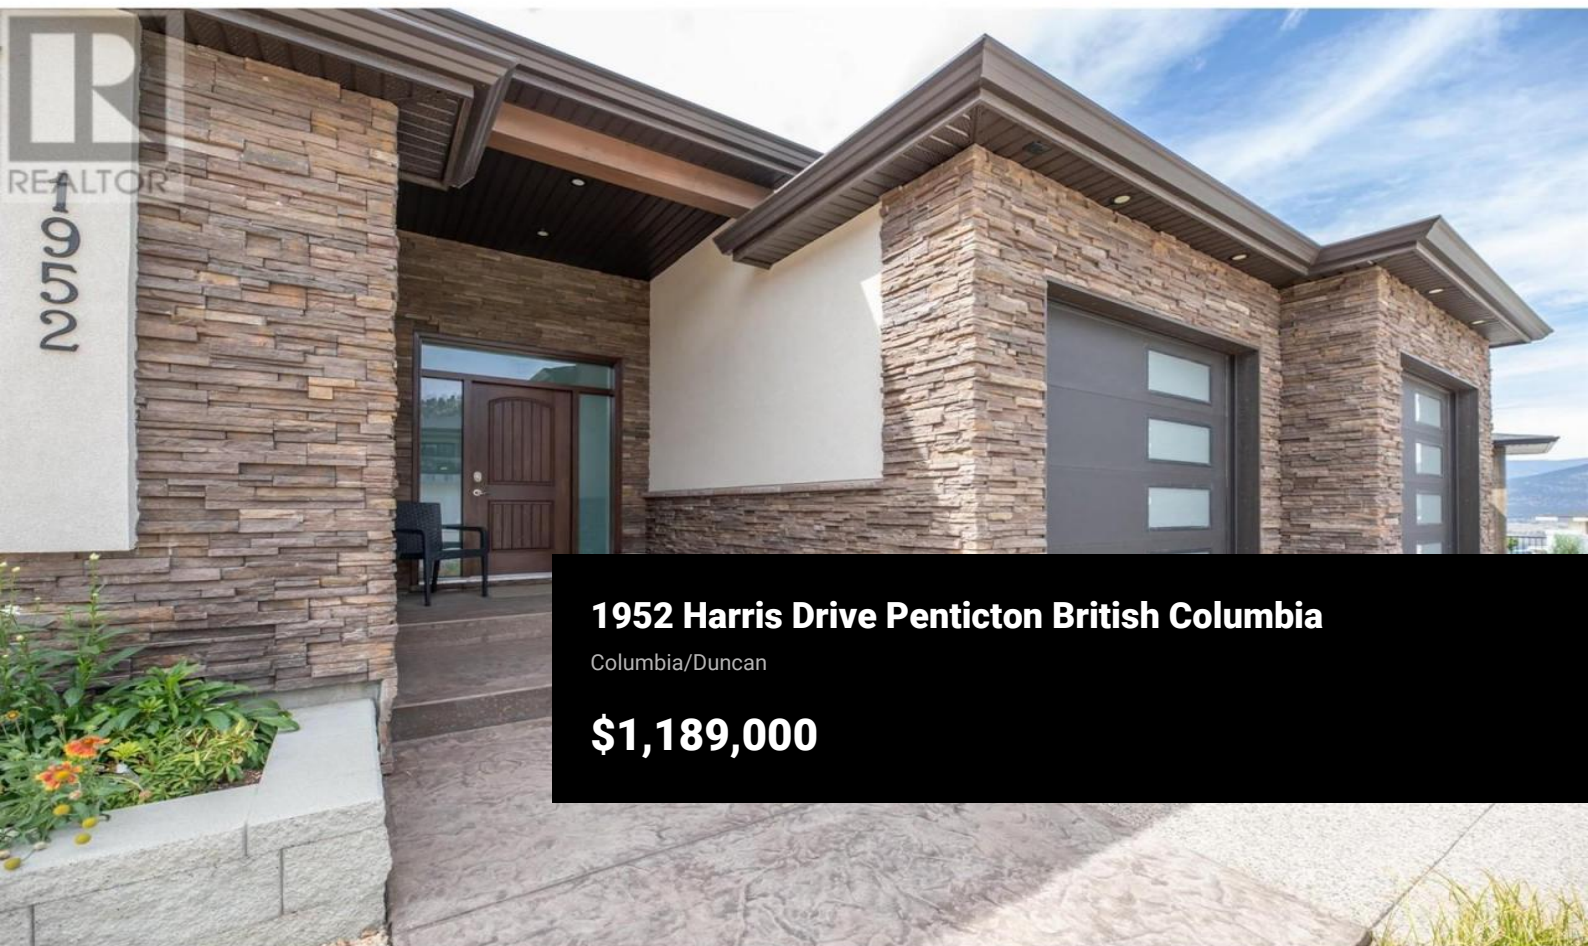 R
REALTOR
1952
1952 Harris Drive Penticton British Columbia
Columbia/Duncan
$1,189,000